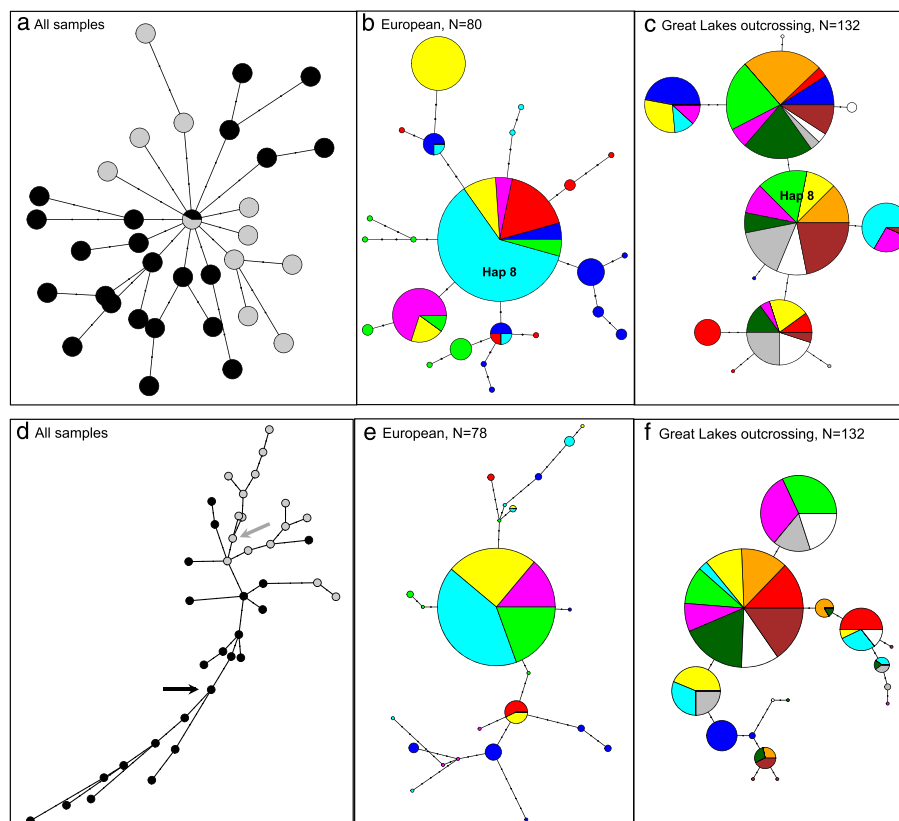 a All samples
b European, N=80
c Great Lakes outcrossing, N=132
Hap 8
Hap 8
d All samples
e European, N=78
f Great Lakes outcrossing, N=132